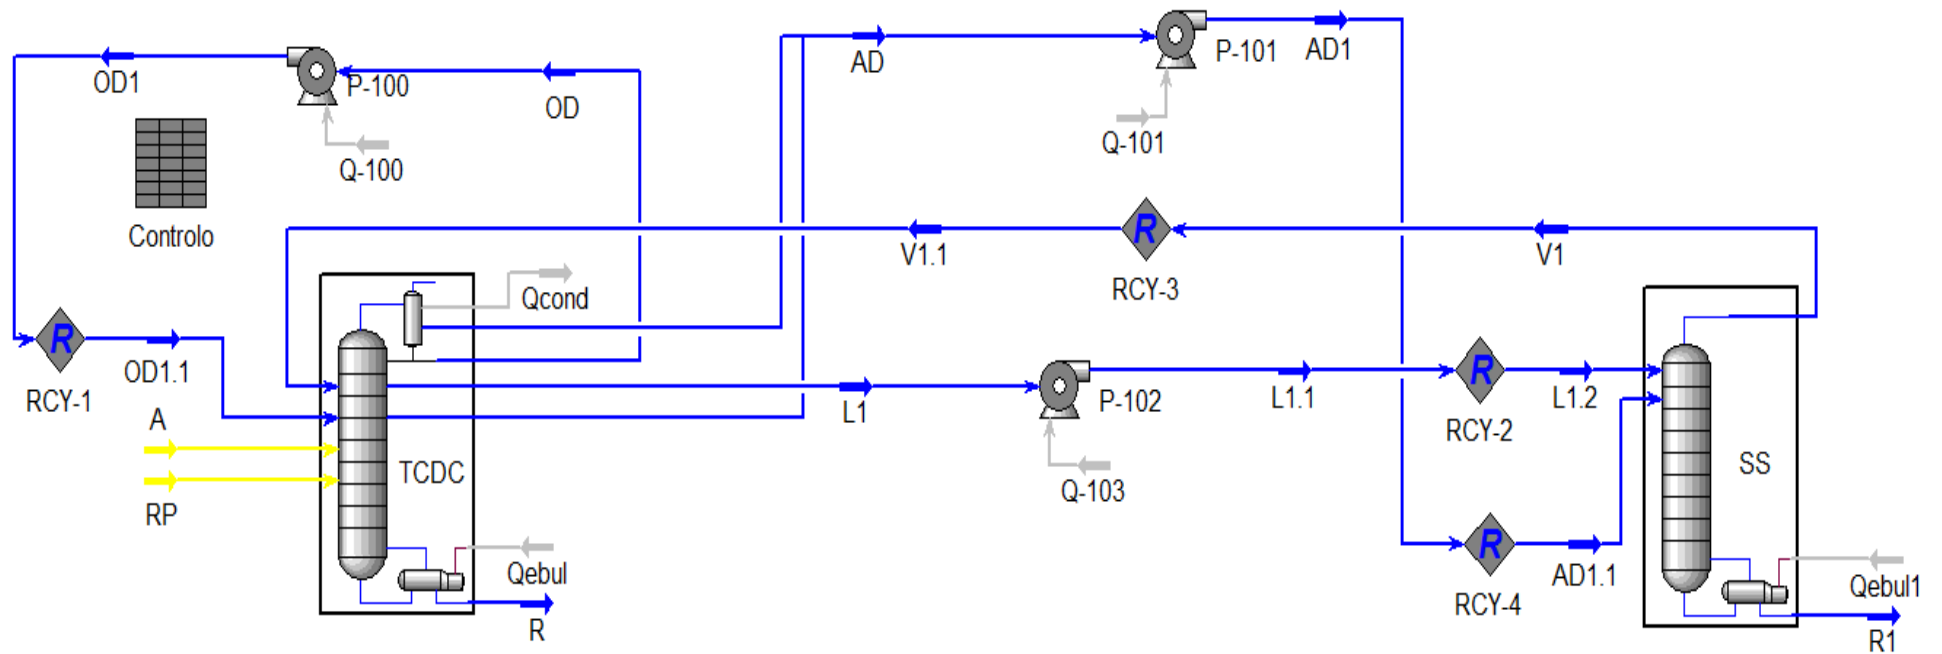 AD
P-101
AD1
OD1
P-100
OD
Q-101
Q-100
Controlo
V1.1
R
V1
RCY-3
Qcond
R
OD1.1
RCY-1
A
L1
P-102
L1.1
R
L1.2
RCY-2
TCDC
SS
RP
Q-103
R
Qebul
AD1.1
Qebul1
RCY-4
R
R1